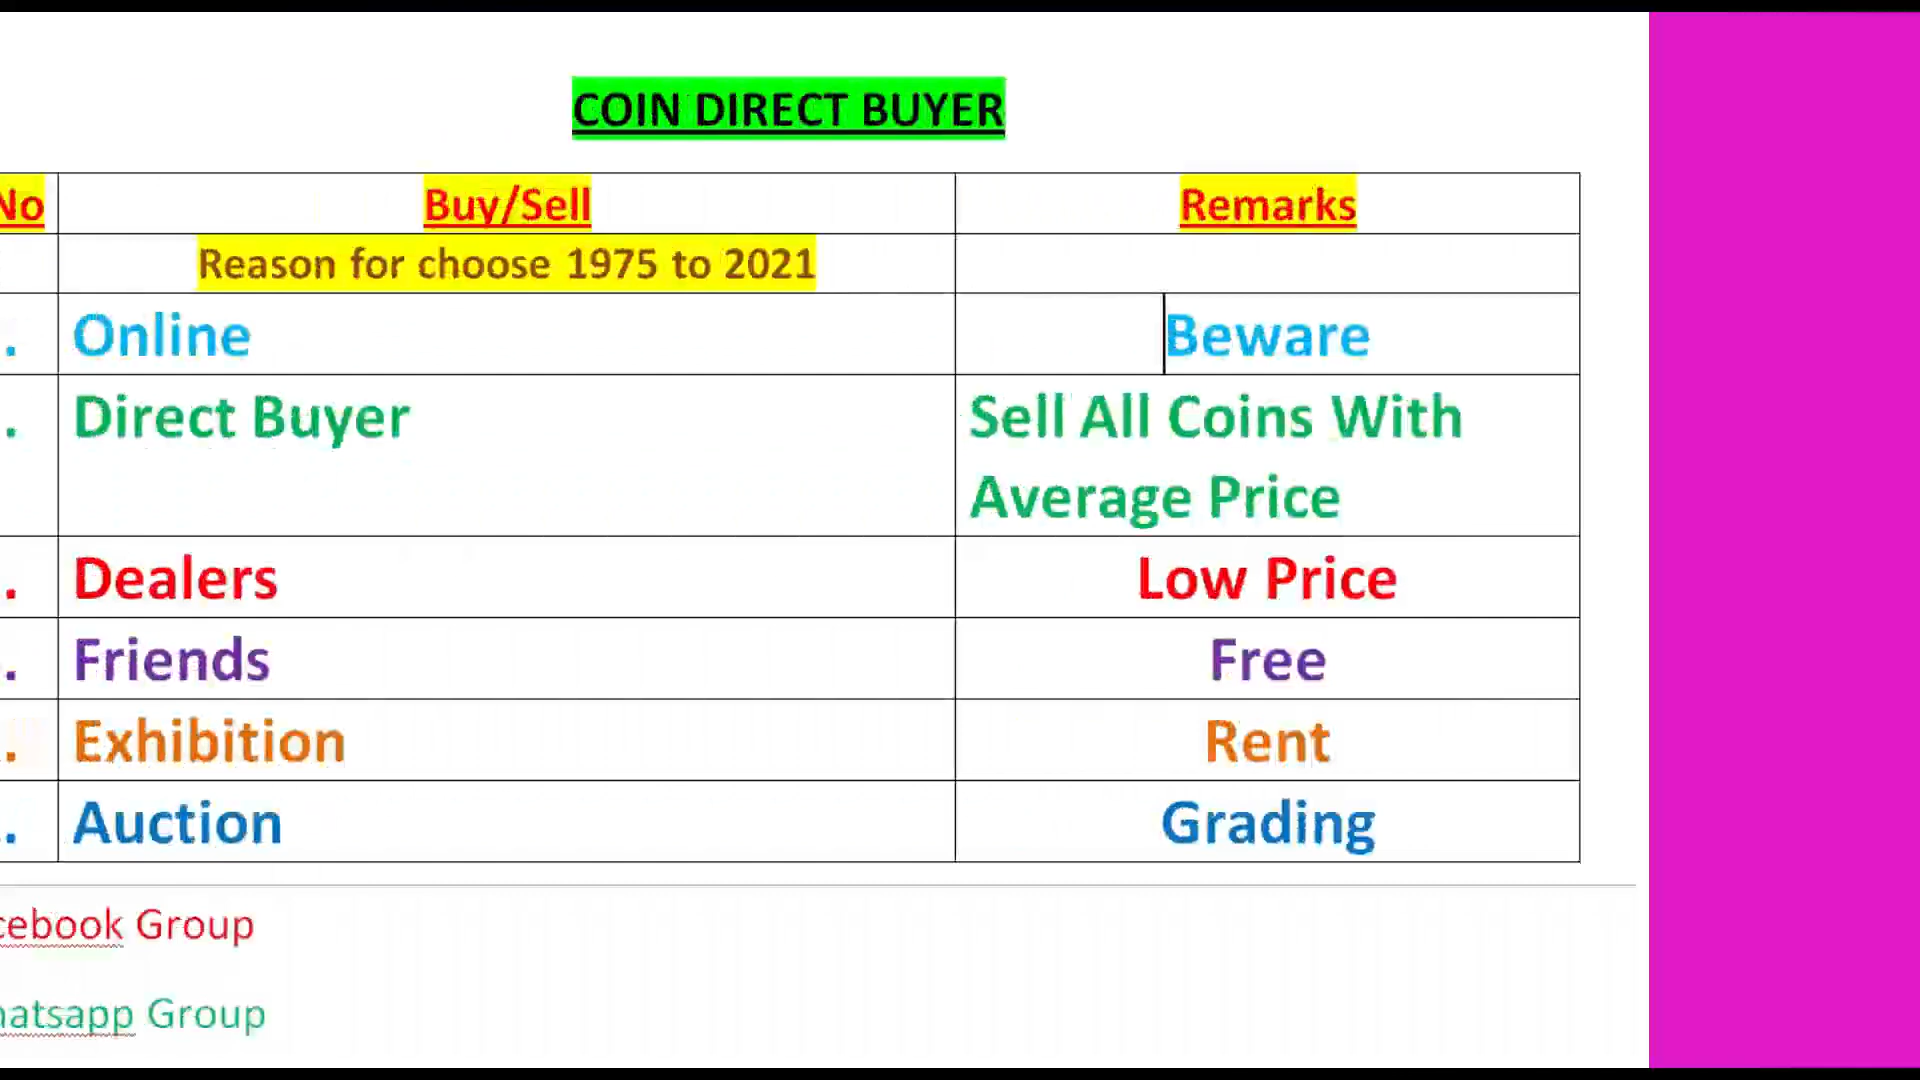 COIN DIRECT BUYER
No Buy/Sell Remarks
Reason for choose 1975 to 2021
. Online Beware
. Direct Buyer Sell All Coins With
Average Price
. Dealers Low Price
. Friends Free
. Exhibition Rent
. Auction Grading
cebook Group
hatsapp Group